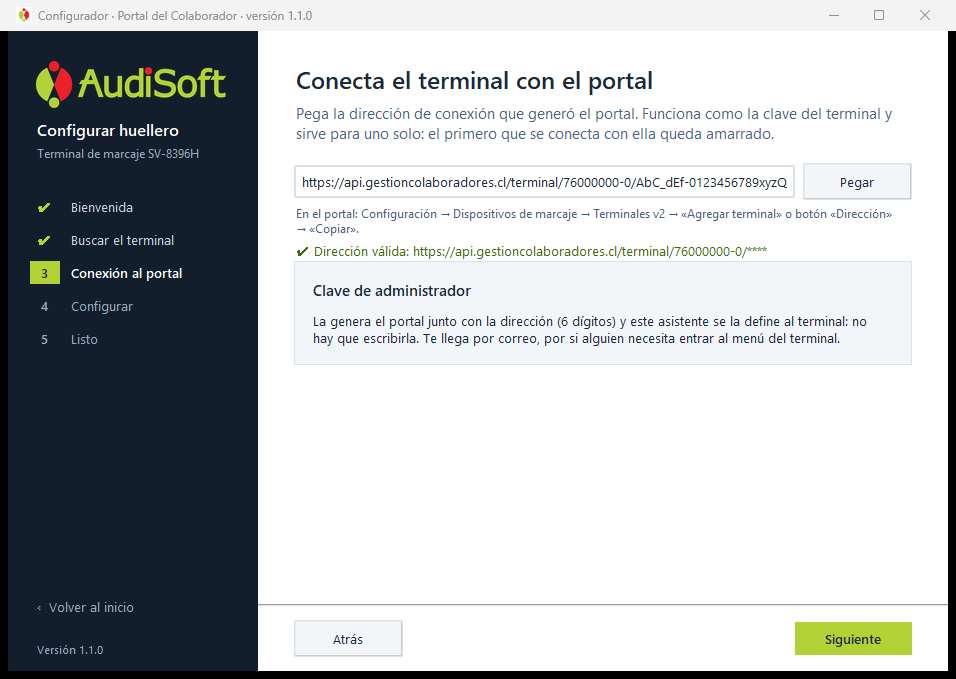 Configurador · Portal del Colaborador · versión 1.1.0
AudiSoft
Configurar huellero
Terminal de marcaje SV-8396H
Bienvenida
Buscar el terminal
3 Conexión al portal
4 Configurar
5 Listo
‹ Volver al inicio
Versión 1.1.0
Conecta el terminal con el portal
Pega la dirección de conexión que generó el portal. Funciona como la clave del terminal y
sirve para uno solo: el primero que se conecta con ella queda amarrado.
https://api.gestioncolaboradores.cl/terminal/76000000-0/AbC_dEf-0123456789xyzQ
Pegar
En el portal: Configuración → Dispositivos de marcaje → Terminales v2 → «Agregar terminal» o botón «Dirección»
→ «Copiar».
✔ Dirección válida: https://api.gestioncolaboradores.cl/terminal/76000000-0/****
Clave de administrador
La genera el portal junto con la dirección (6 dígitos) y este asistente se la define al terminal: no
hay que escribirla. Te llega por correo, por si alguien necesita entrar al menú del terminal.
Atrás
Siguiente